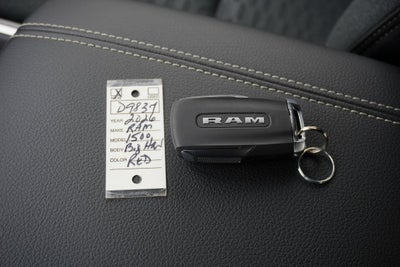 X
D9837
YEAR 2026
MAKE RAM
MODEL 1500
BODY Big Horn
COLOR RED
RAM